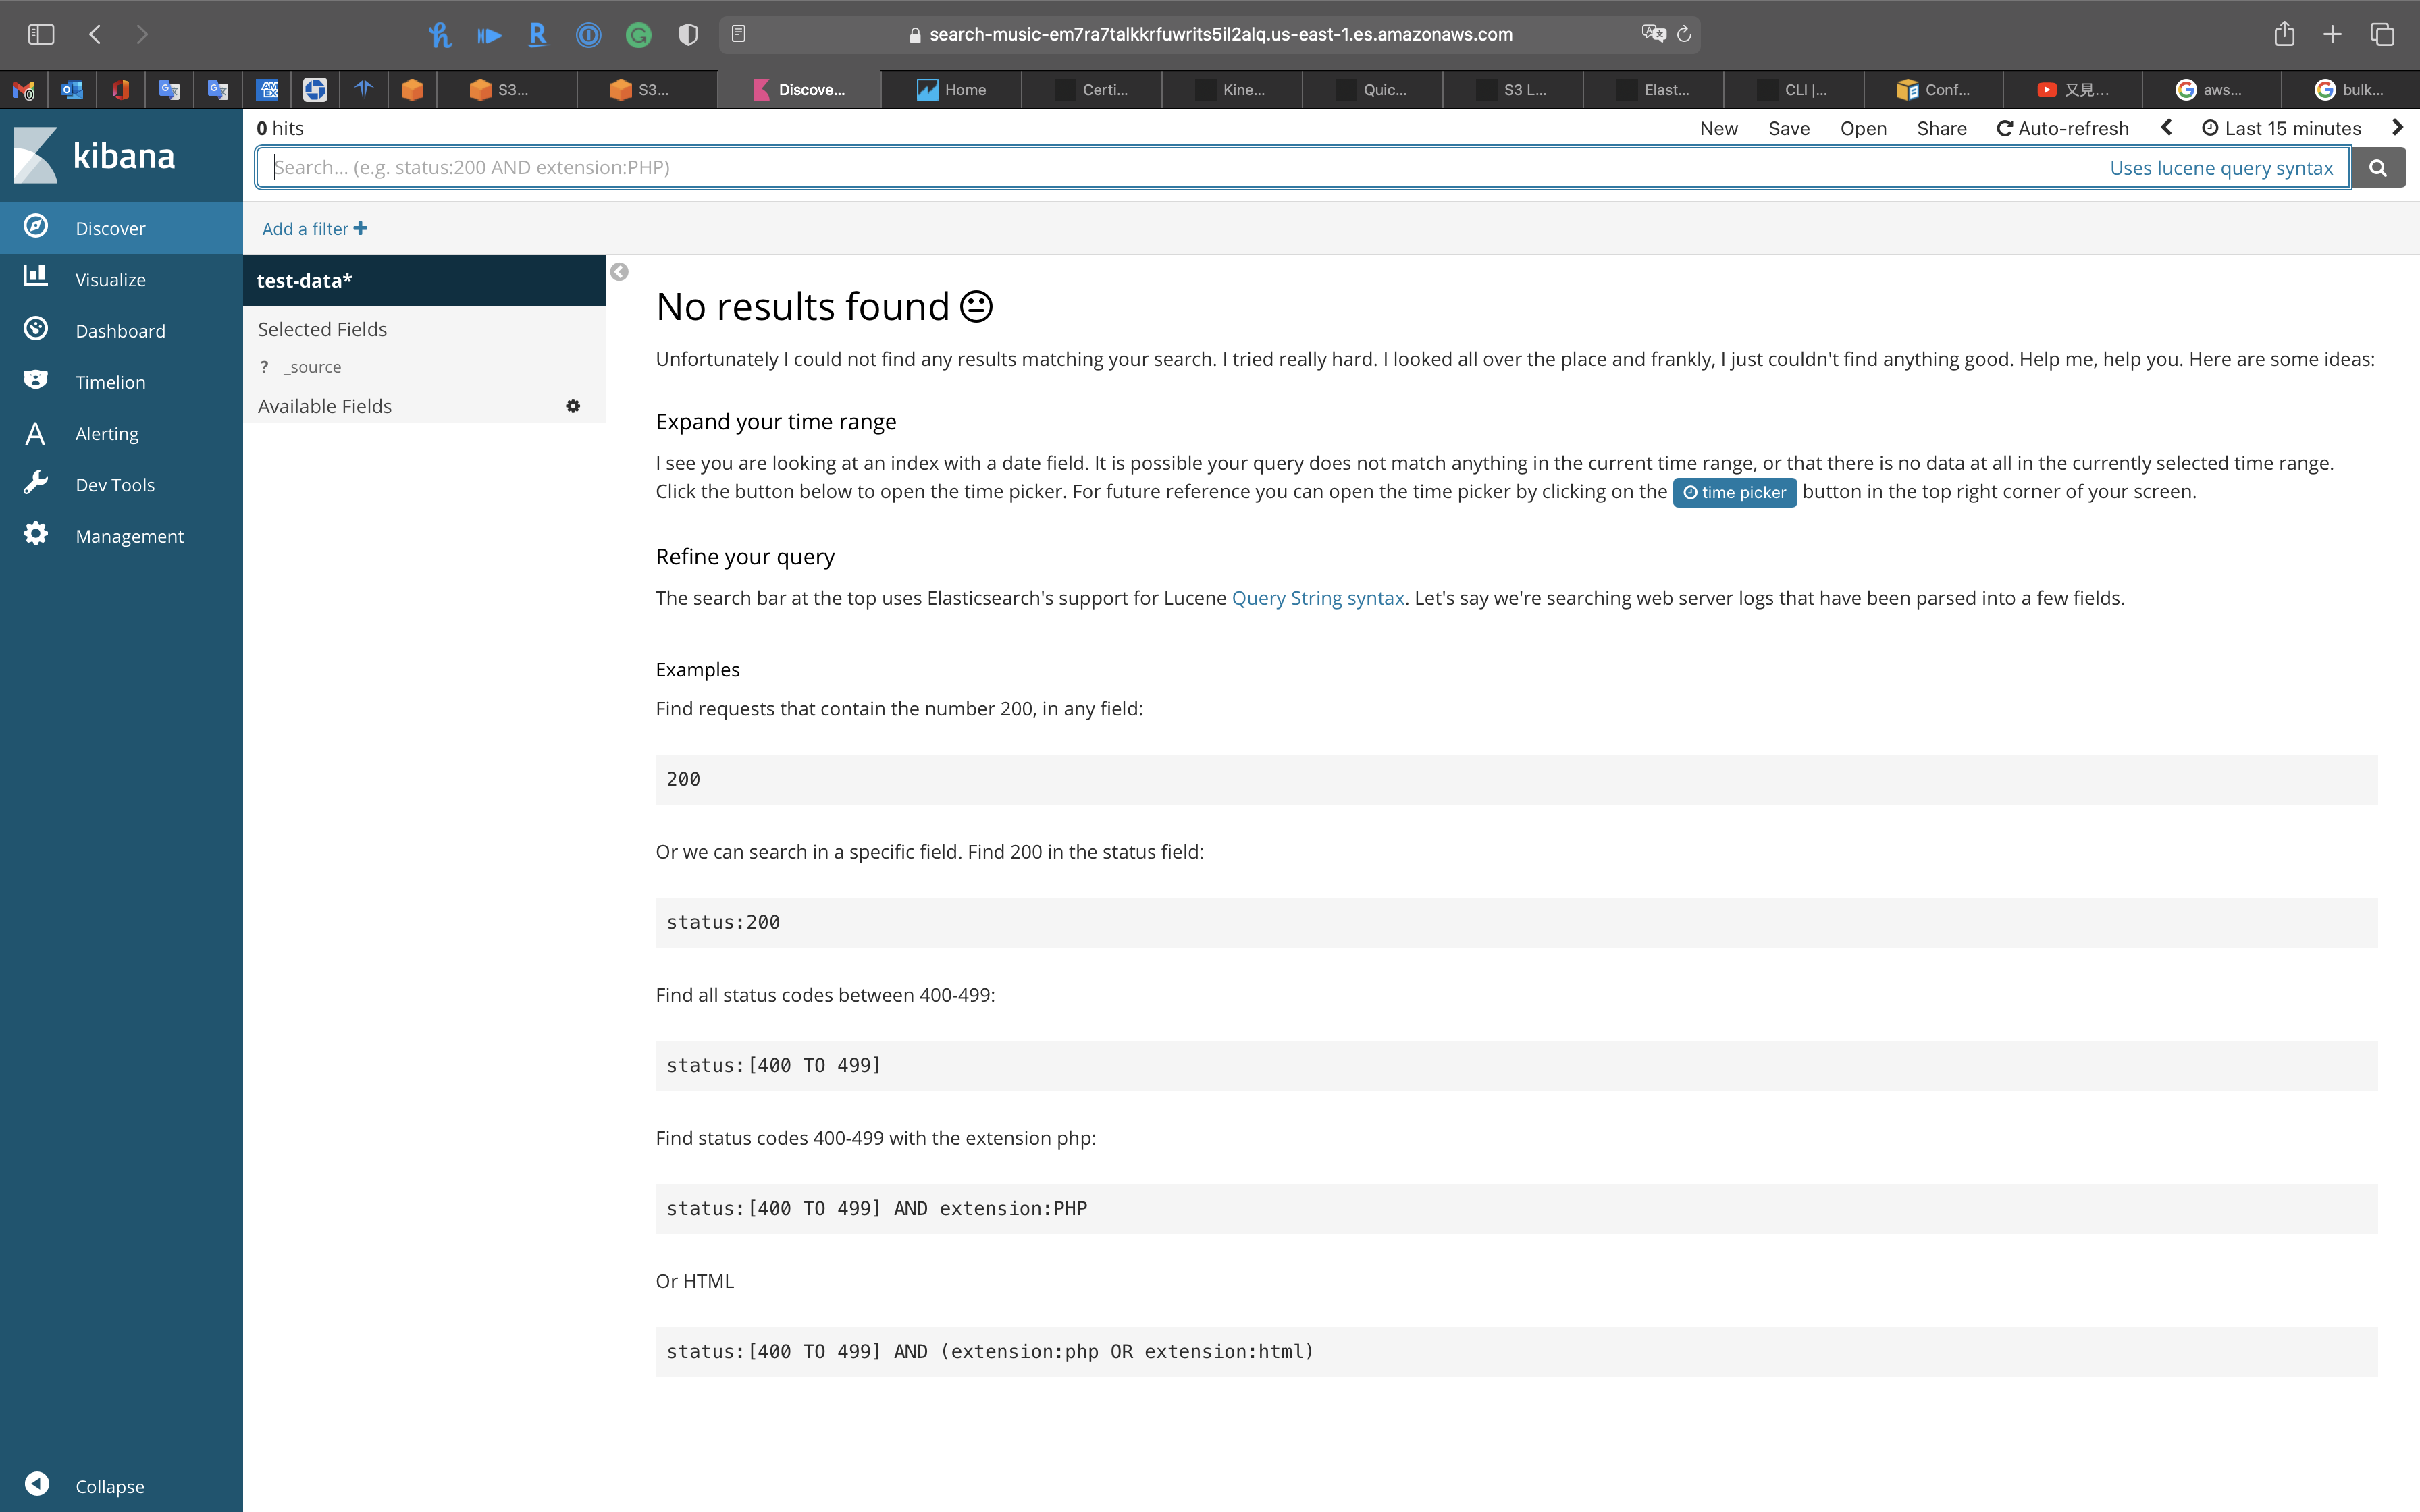 search-music-em7ra7talkkrfuwrits5il2alq.us-east-1.es.amazonaws.com
S3...
S3...
Discove...
Home
Certi...
Kine...
Quic...
S3 L...
Elast...
CLI |...
Conf...
又見...
aws...
bulk...
kibana
Discover
Visualize
Dashboard
Timelion
Alerting
Dev Tools
Management
Collapse
0 hits
New Save Open Share Auto-refresh Last 15 minutes
Search... (e.g. status:200 AND extension:PHP) Uses lucene query syntax
Add a filter
test-data*
Selected Fields
? _source
Available Fields
No results found
Unfortunately I could not find any results matching your search. I tried really hard. I looked all over the place and frankly, I just couldn't find anything good. Help me, help you. Here are some ideas:
Expand your time range
I see you are looking at an index with a date field. It is possible your query does not match anything in the current time range, or that there is no data at all in the currently selected time range.
Click the button below to open the time picker. For future reference you can open the time picker by clicking on the time picker button in the top right corner of your screen.
Refine your query
The search bar at the top uses Elasticsearch's support for Lucene Query String syntax. Let's say we're searching web server logs that have been parsed into a few fields.
Examples
Find requests that contain the number 200, in any field:
200
Or we can search in a specific field. Find 200 in the status field:
status:200
Find all status codes between 400-499:
status:[400 TO 499]
Find status codes 400-499 with the extension php:
status:[400 TO 499] AND extension:PHP
Or HTML
status:[400 TO 499] AND (extension:php OR extension:html)